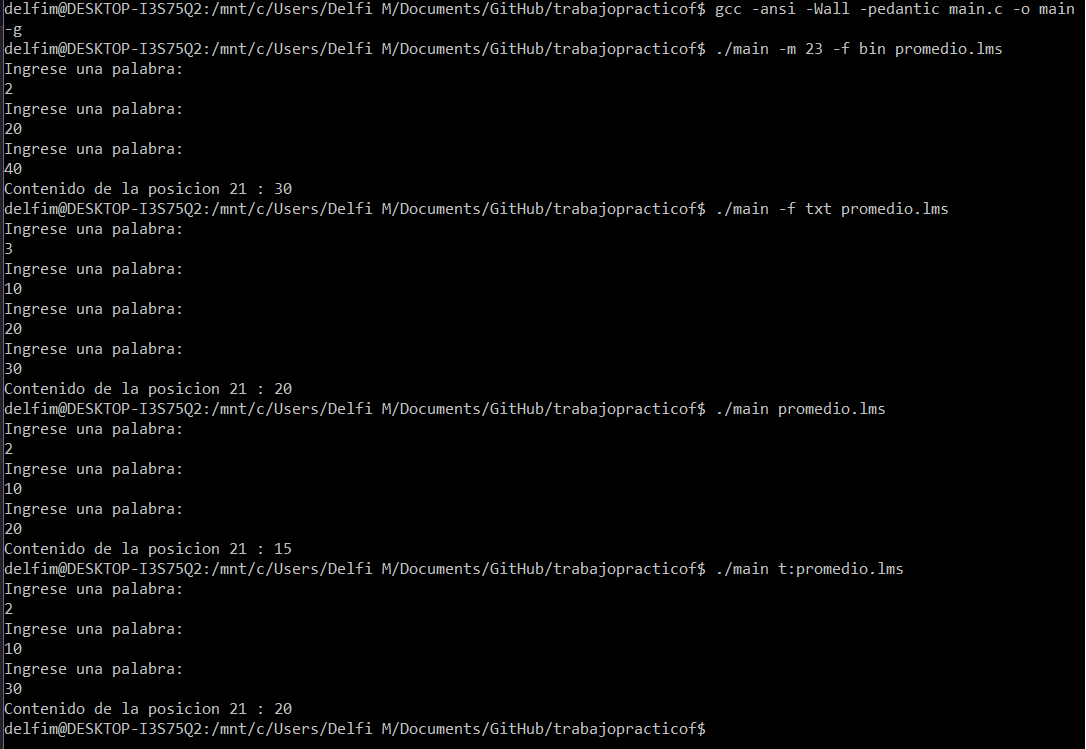 delfim@DESKTOP-I3S75Q2:/mnt/c/Users/Delfi M/Documents/GitHub/trabajopracticof$ gcc -ansi -Wall -pedantic main.c -o main
-g
delfim@DESKTOP-I3S75Q2:/mnt/c/Users/Delfi M/Documents/GitHub/trabajopracticof$ ./main -m 23 -f bin promedio.lms
Ingrese una palabra:
2
Ingrese una palabra:
20
Ingrese una palabra:
40
Contenido de la posicion 21 : 30
delfim@DESKTOP-I3S75Q2:/mnt/c/Users/Delfi M/Documents/GitHub/trabajopracticof$ ./main -f txt promedio.lms
Ingrese una palabra:
3
Ingrese una palabra:
10
Ingrese una palabra:
20
Ingrese una palabra:
30
Contenido de la posicion 21 : 20
delfim@DESKTOP-I3S75Q2:/mnt/c/Users/Delfi M/Documents/GitHub/trabajopracticof$ ./main promedio.lms
Ingrese una palabra:
2
Ingrese una palabra:
10
Ingrese una palabra:
20
Contenido de la posicion 21 : 15
delfim@DESKTOP-I3S75Q2:/mnt/c/Users/Delfi M/Documents/GitHub/trabajopracticof$ ./main t:promedio.lms
Ingrese una palabra:
2
Ingrese una palabra:
10
Ingrese una palabra:
30
Contenido de la posicion 21 : 20
delfim@DESKTOP-I3S75Q2:/mnt/c/Users/Delfi M/Documents/GitHub/trabajopracticof$